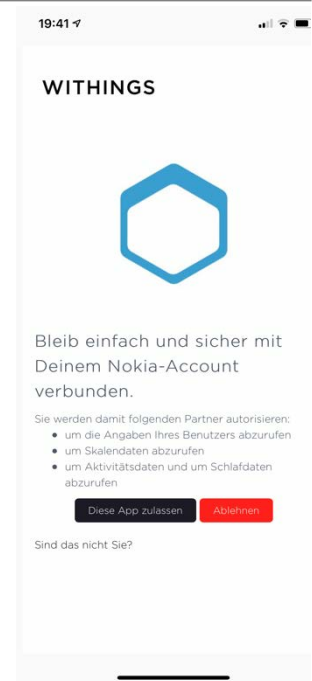 19:41
WITHINGS
Bleib einfach und sicher mit
Deinem Nokia-Account
verbunden.
Sie werden damit folgenden Partner autorisieren:
• um die Angaben Ihres Benutzers abzurufen
• um Skalendaten abzurufen
• um Aktivitätsdaten und um Schlafdaten
abzurufen
Diese App zulassen Ablehnen
Sind das nicht Sie?